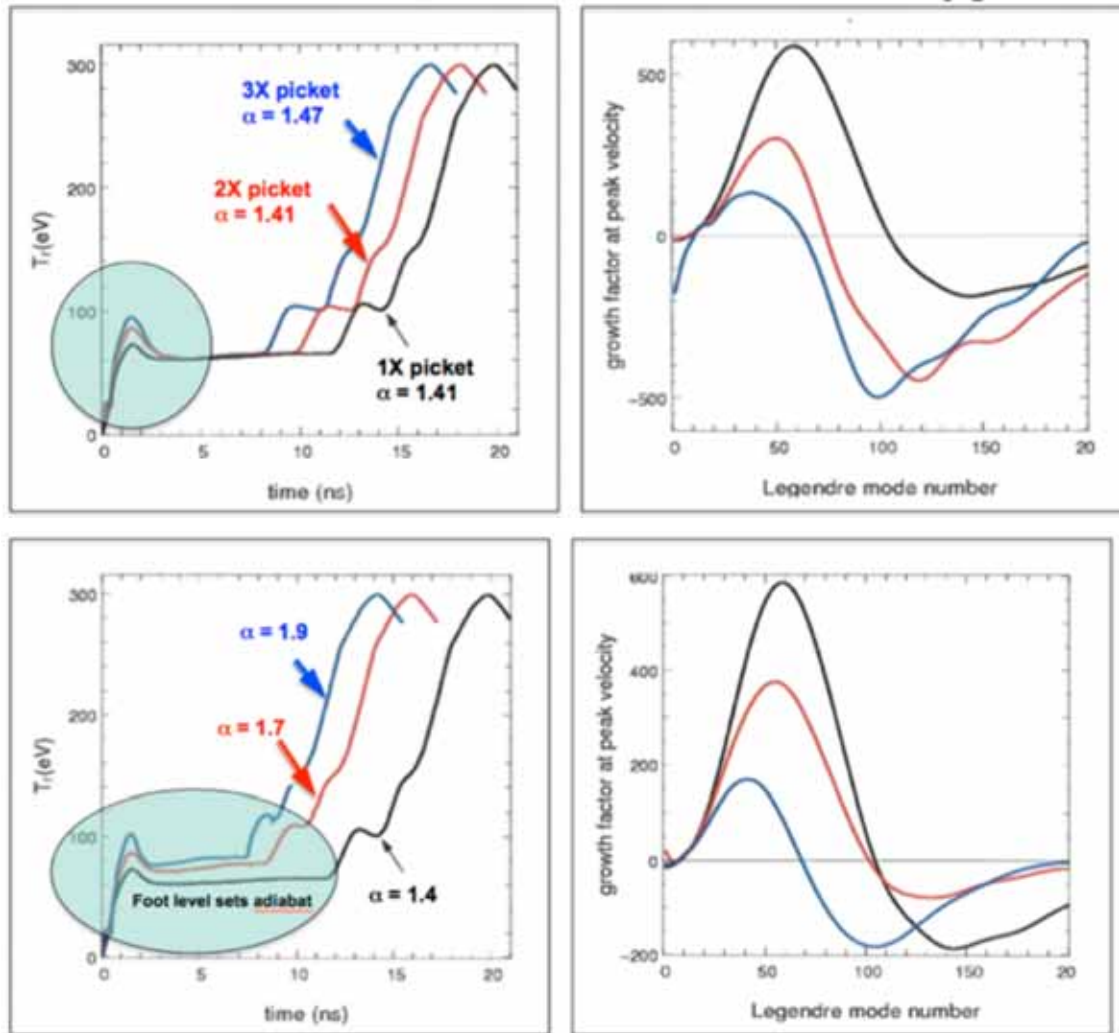 300
200
100
0
Tr(eV)
3X picket
α = 1.47
2X picket
α = 1.41
1X picket
α = 1.41
0 5 10 15 20
time (ns)
500
0
-500
growth factor at peak velocity
0 50 100 150 20
Legendre mode number
300
200
100
0
Tr(eV)
α = 1.9
α = 1.7
Foot level sets adiabat
α = 1.4
0 5 10 15 20
time (ns)
600
400
200
0
-200
growth factor at peak velocity
0 50 100 150 20
Legendre mode number